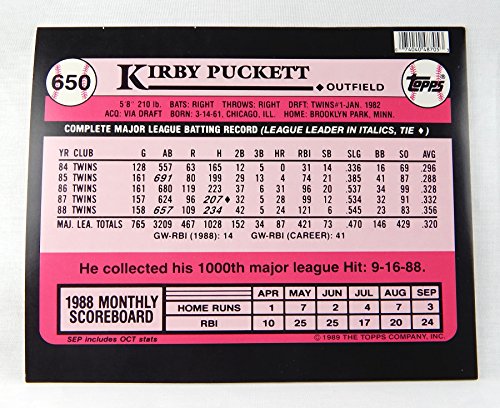 650
KIRBY PUCKETT
OUTFIELD
Topps
5'8" 210 lb. BATS: RIGHT THROWS: RIGHT DRFT: TWINS #1-JAN. 1982
ACQ: VIA DRAFT BORN: 3-14-61, CHICAGO, ILL. HOME: BROOKLYN PARK, MINN.
COMPLETE MAJOR LEAGUE BATTING RECORD (LEAGUE LEADER IN ITALICS, TIE ♦)
YR CLUB G AB R H 2B 3B HR RBI SB SLG BB SO AVG
84 TWINS 128 557 63 165 12 5 0 31 14 .336 16 69 .296
85 TWINS 161 691 80 199 29 13 4 74 21 .385 41 87 .288
86 TWINS 161 680 119 223 37 6 31 96 20 .537 34 99 .328
87 TWINS 157 624 96 207♦ 32 5 28 99 12 .534 32 91 .332
88 TWINS 158 657 109 234 42 5 24 121 6 .545 23 83 .356
MAJ. LEA. TOTALS 765 3209 467 1028 152 34 87 421 73 .470 146 429 .320
GW-RBI (1988): 14 GW-RBI (CAREER): 41
He collected his 1000th major league Hit: 9-16-88.
1988 MONTHLY SCOREBOARD
APR MAY JUN JUL AUG SEP
HOME RUNS 1 7 2 4 7 3
RBI 10 25 25 20 17 24
SEP includes OCT stats
© 1989 THE TOPPS COMPANY, INC.